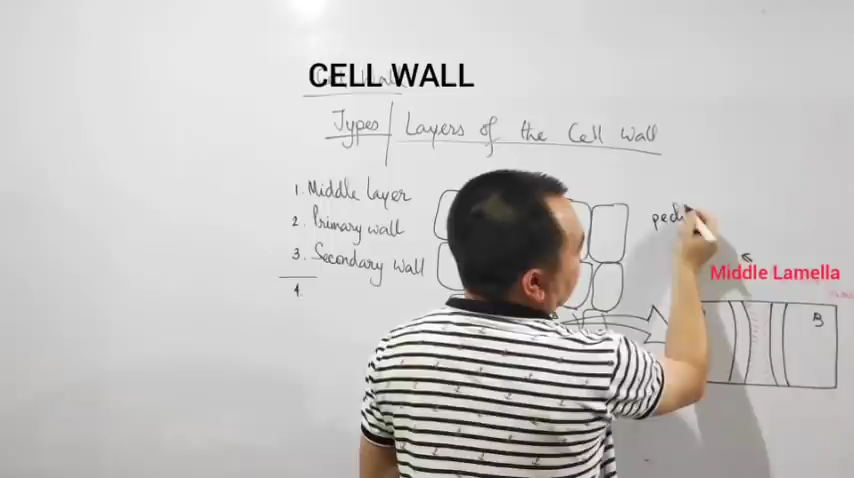 CELL WALL
Types | Layers of the Cell Wall
1. Middle layer
2. Primary wall
3. Secondary wall
4.
Middle Lamella
B